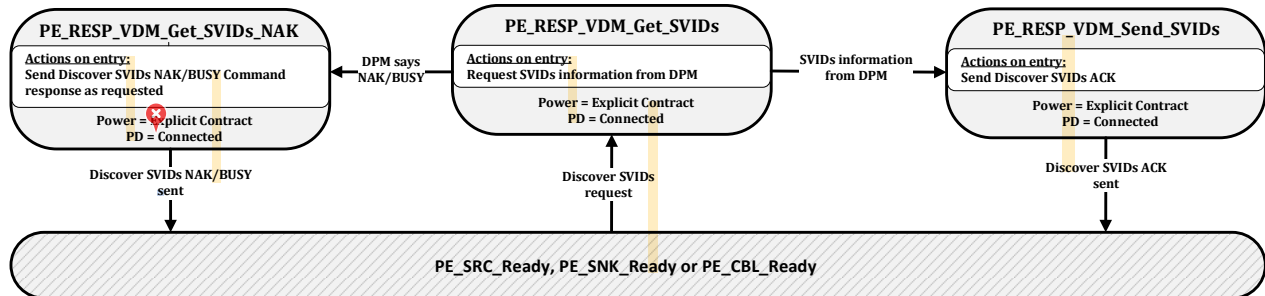 PE_RESP_VDM_Get_SVIDs_NAK
Actions on entry:
Send Discover SVIDs NAK/BUSY Command
response as requested
Power = Explicit Contract
PD = Connected
DPM says
NAK/BUSY
PE_RESP_VDM_Get_SVIDs
Actions on entry:
Request SVIDs information from DPM
Power = Explicit Contract
PD = Connected
SVIDs information
from DPM
PE_RESP_VDM_Send_SVIDs
Actions on entry:
Send Discover SVIDs ACK
Power = Explicit Contract
PD = Connected
Discover SVIDs NAK/BUSY
sent
Discover SVIDs
request
Discover SVIDs ACK
sent
PE_SRC_Ready, PE_SNK_Ready or PE_CBL_Ready